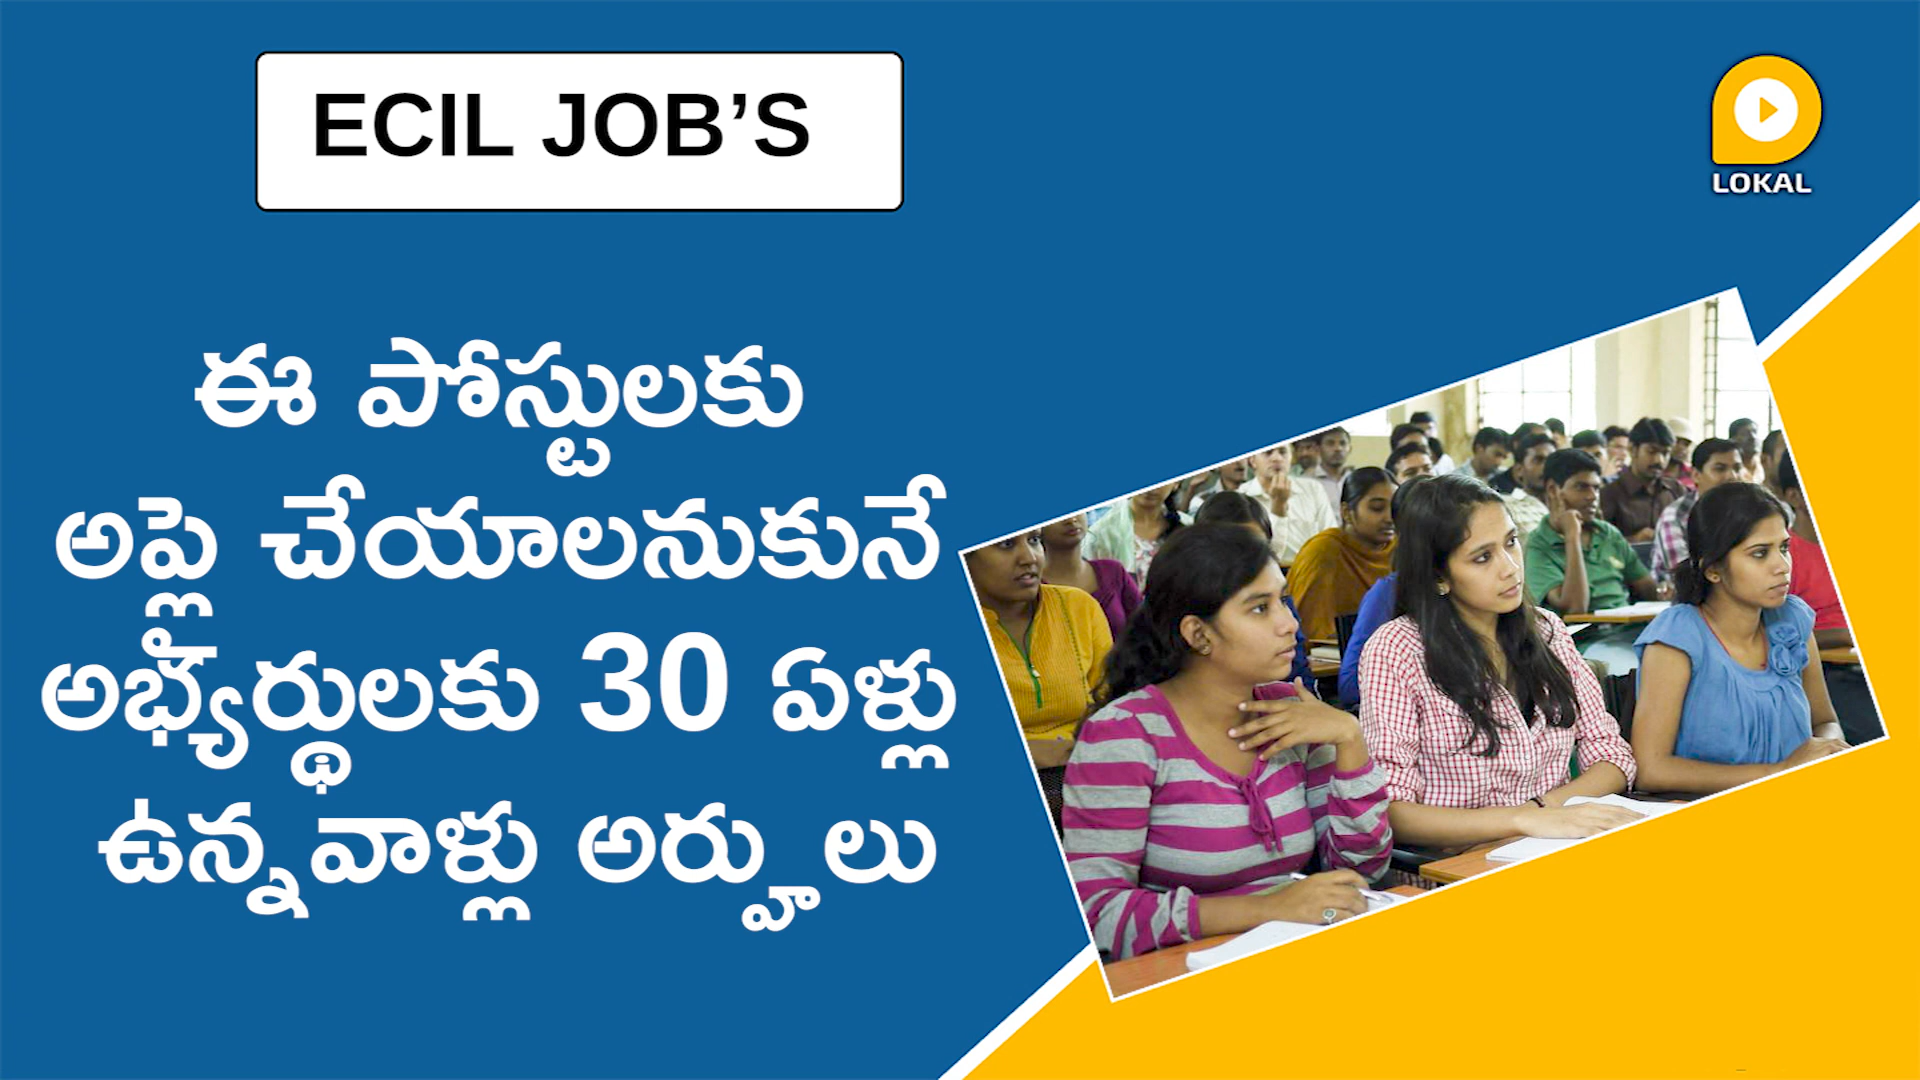 ECIL JOB’S
LOKAL
ఈ పోస్టులకు
అప్లై చేయాలనుకునే
అభ్యర్థులకు 30 ఏళ్లు
ఉన్నవాళ్లు అర్హులు